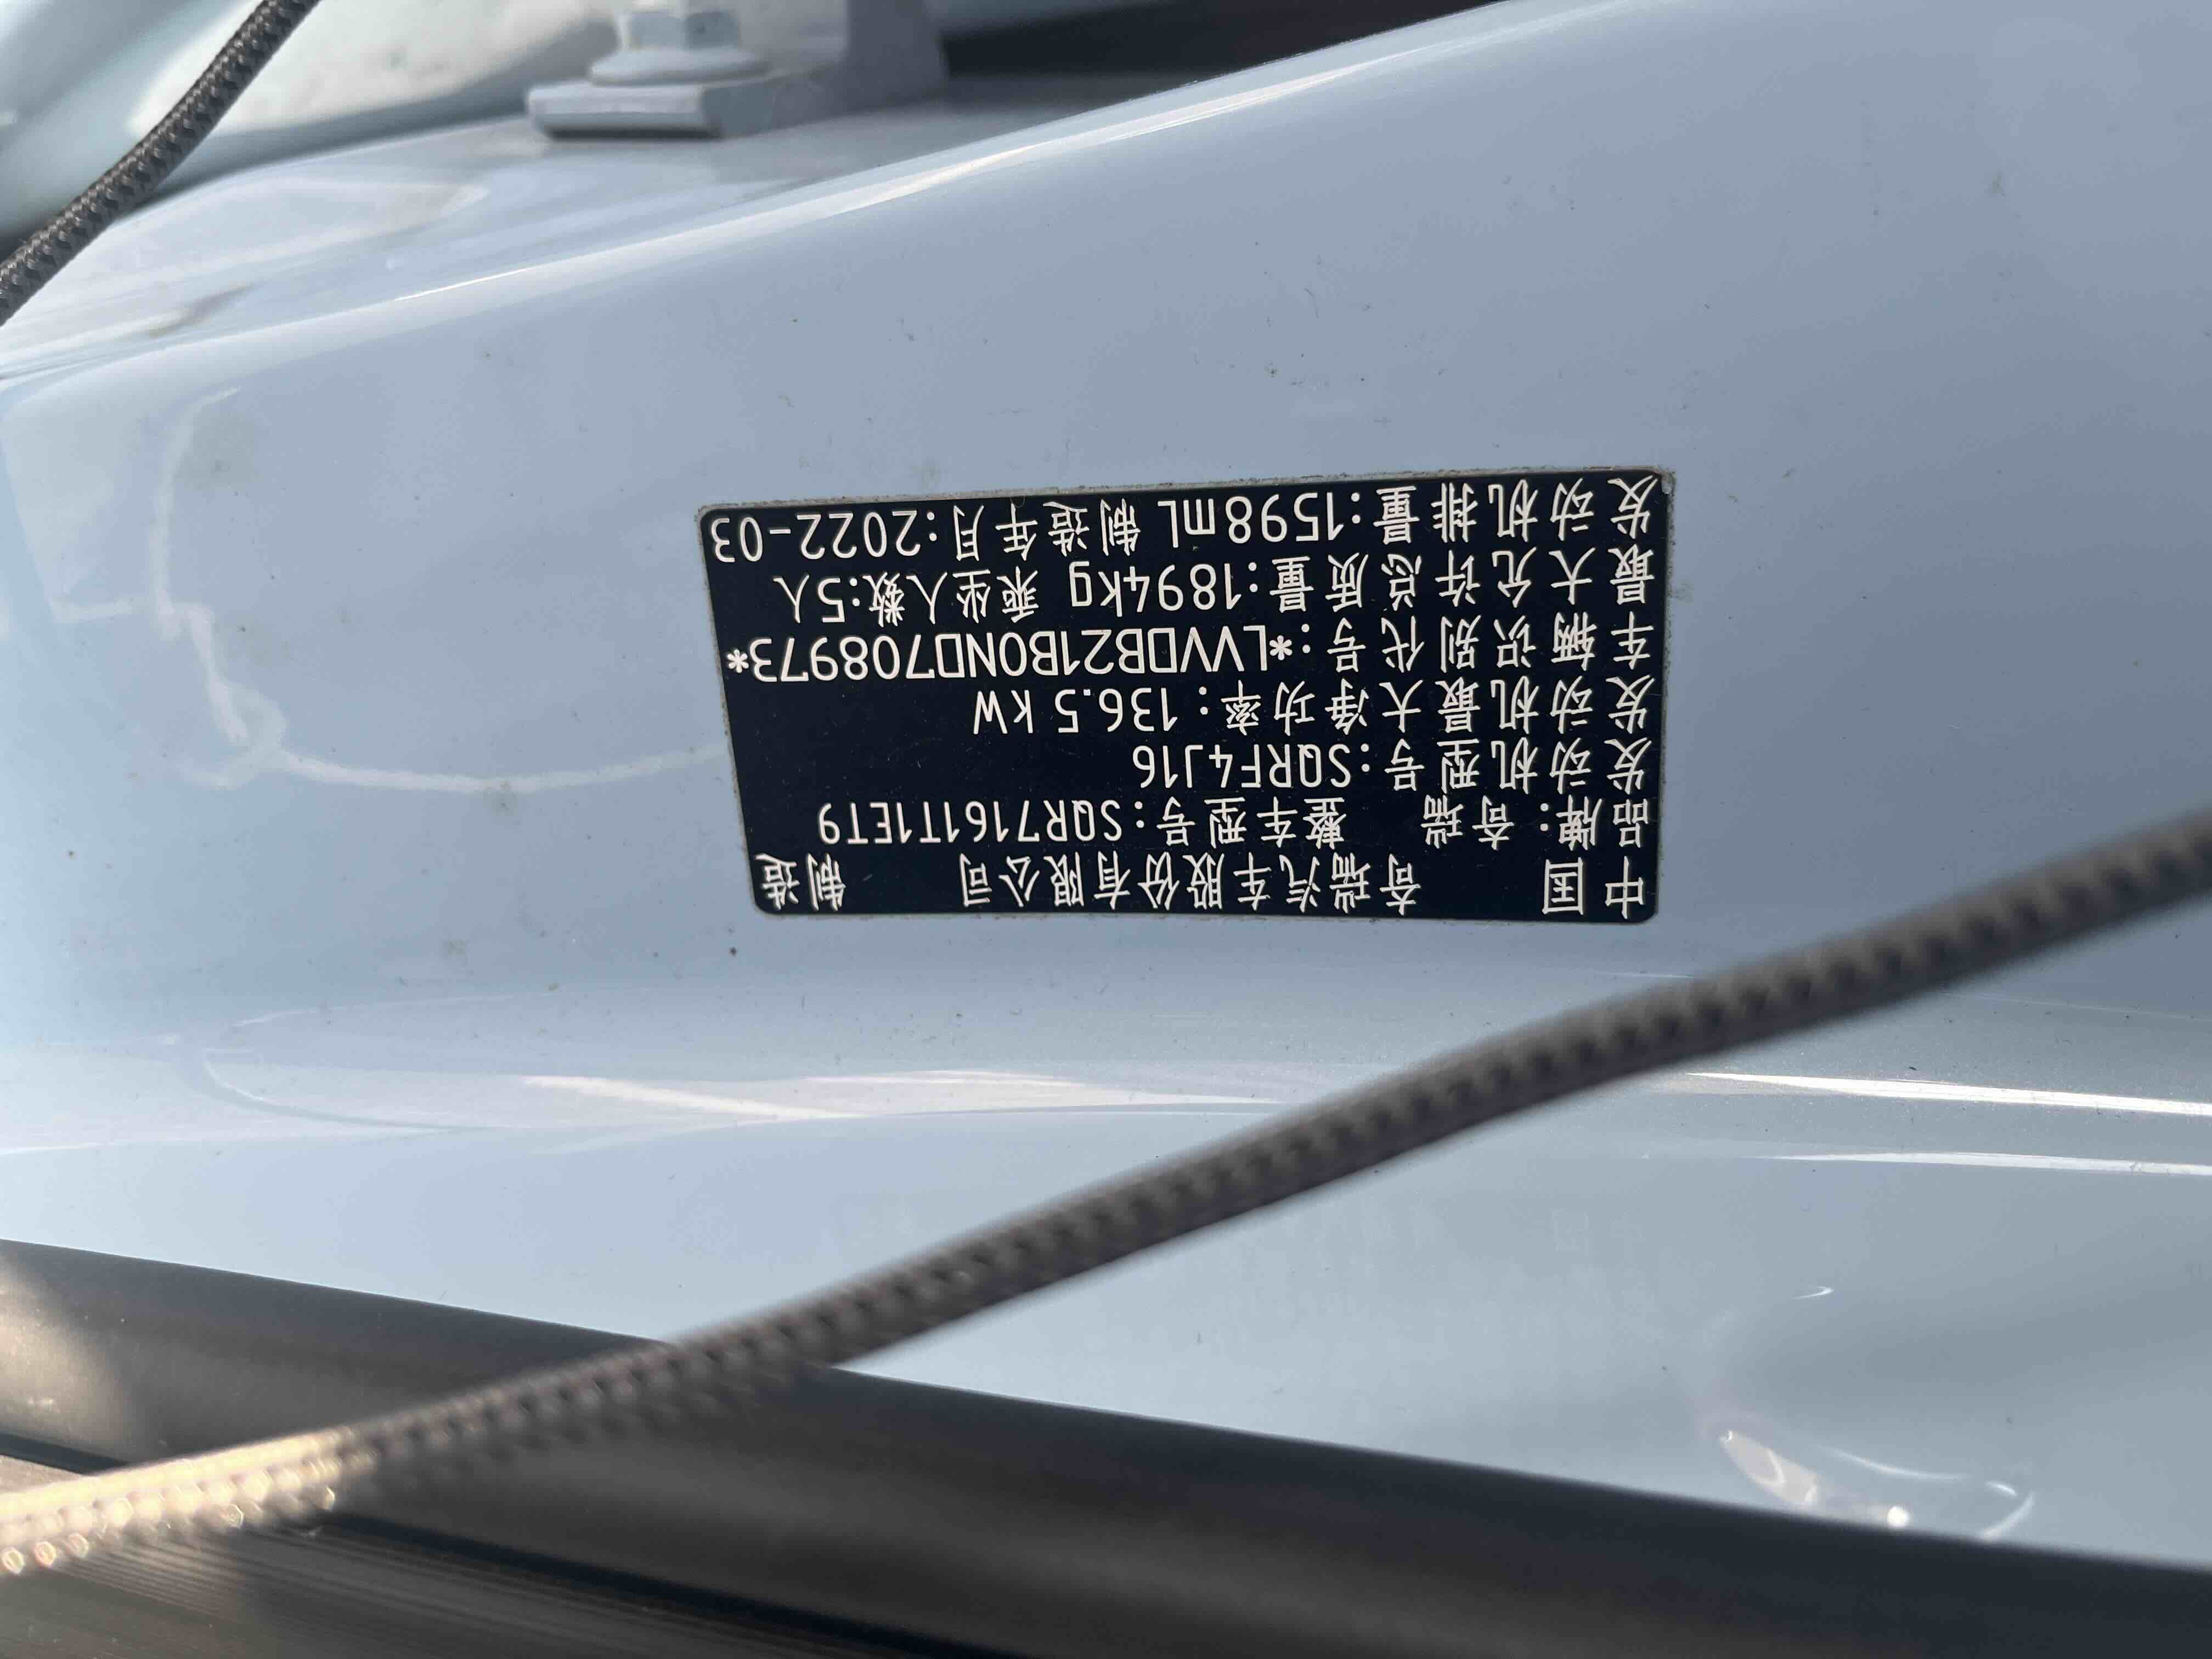 中国 奇瑞汽车股份有限公司 制造
品牌:奇瑞 整车型号:SQR7161T1ET9
发动机型号:SQRF4J16
发动机最大净功率:136.5 kW
车辆识别代号:*LVVDB21B0ND708973*
最大允许总质量:1894kg 乘坐人数:5人
发动机排量:1598mL 制造年月:2022-03